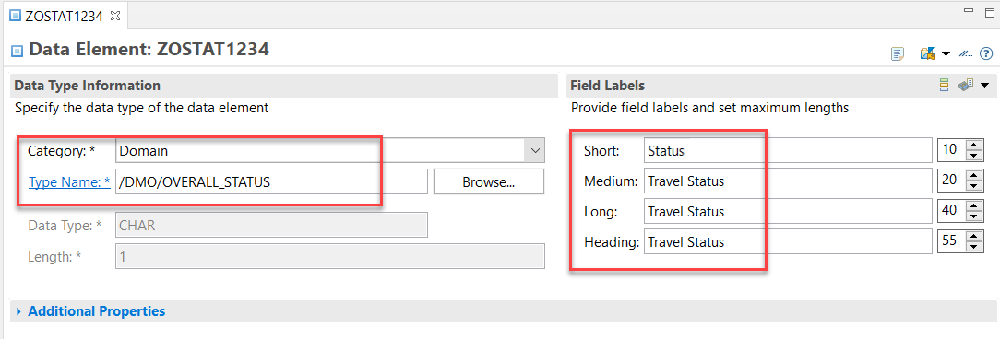 ZOSTAT1234
Data Element: ZOSTAT1234
Data Type Information
Specify the data type of the data element
Category: * Domain
Type Name: * /DMO/OVERALL_STATUS Browse...
Data Type: * CHAR
Length: * 1
Field Labels
Provide field labels and set maximum lengths
Short: Status 10
Medium: Travel Status 20
Long: Travel Status 40
Heading: Travel Status 55
Additional Properties